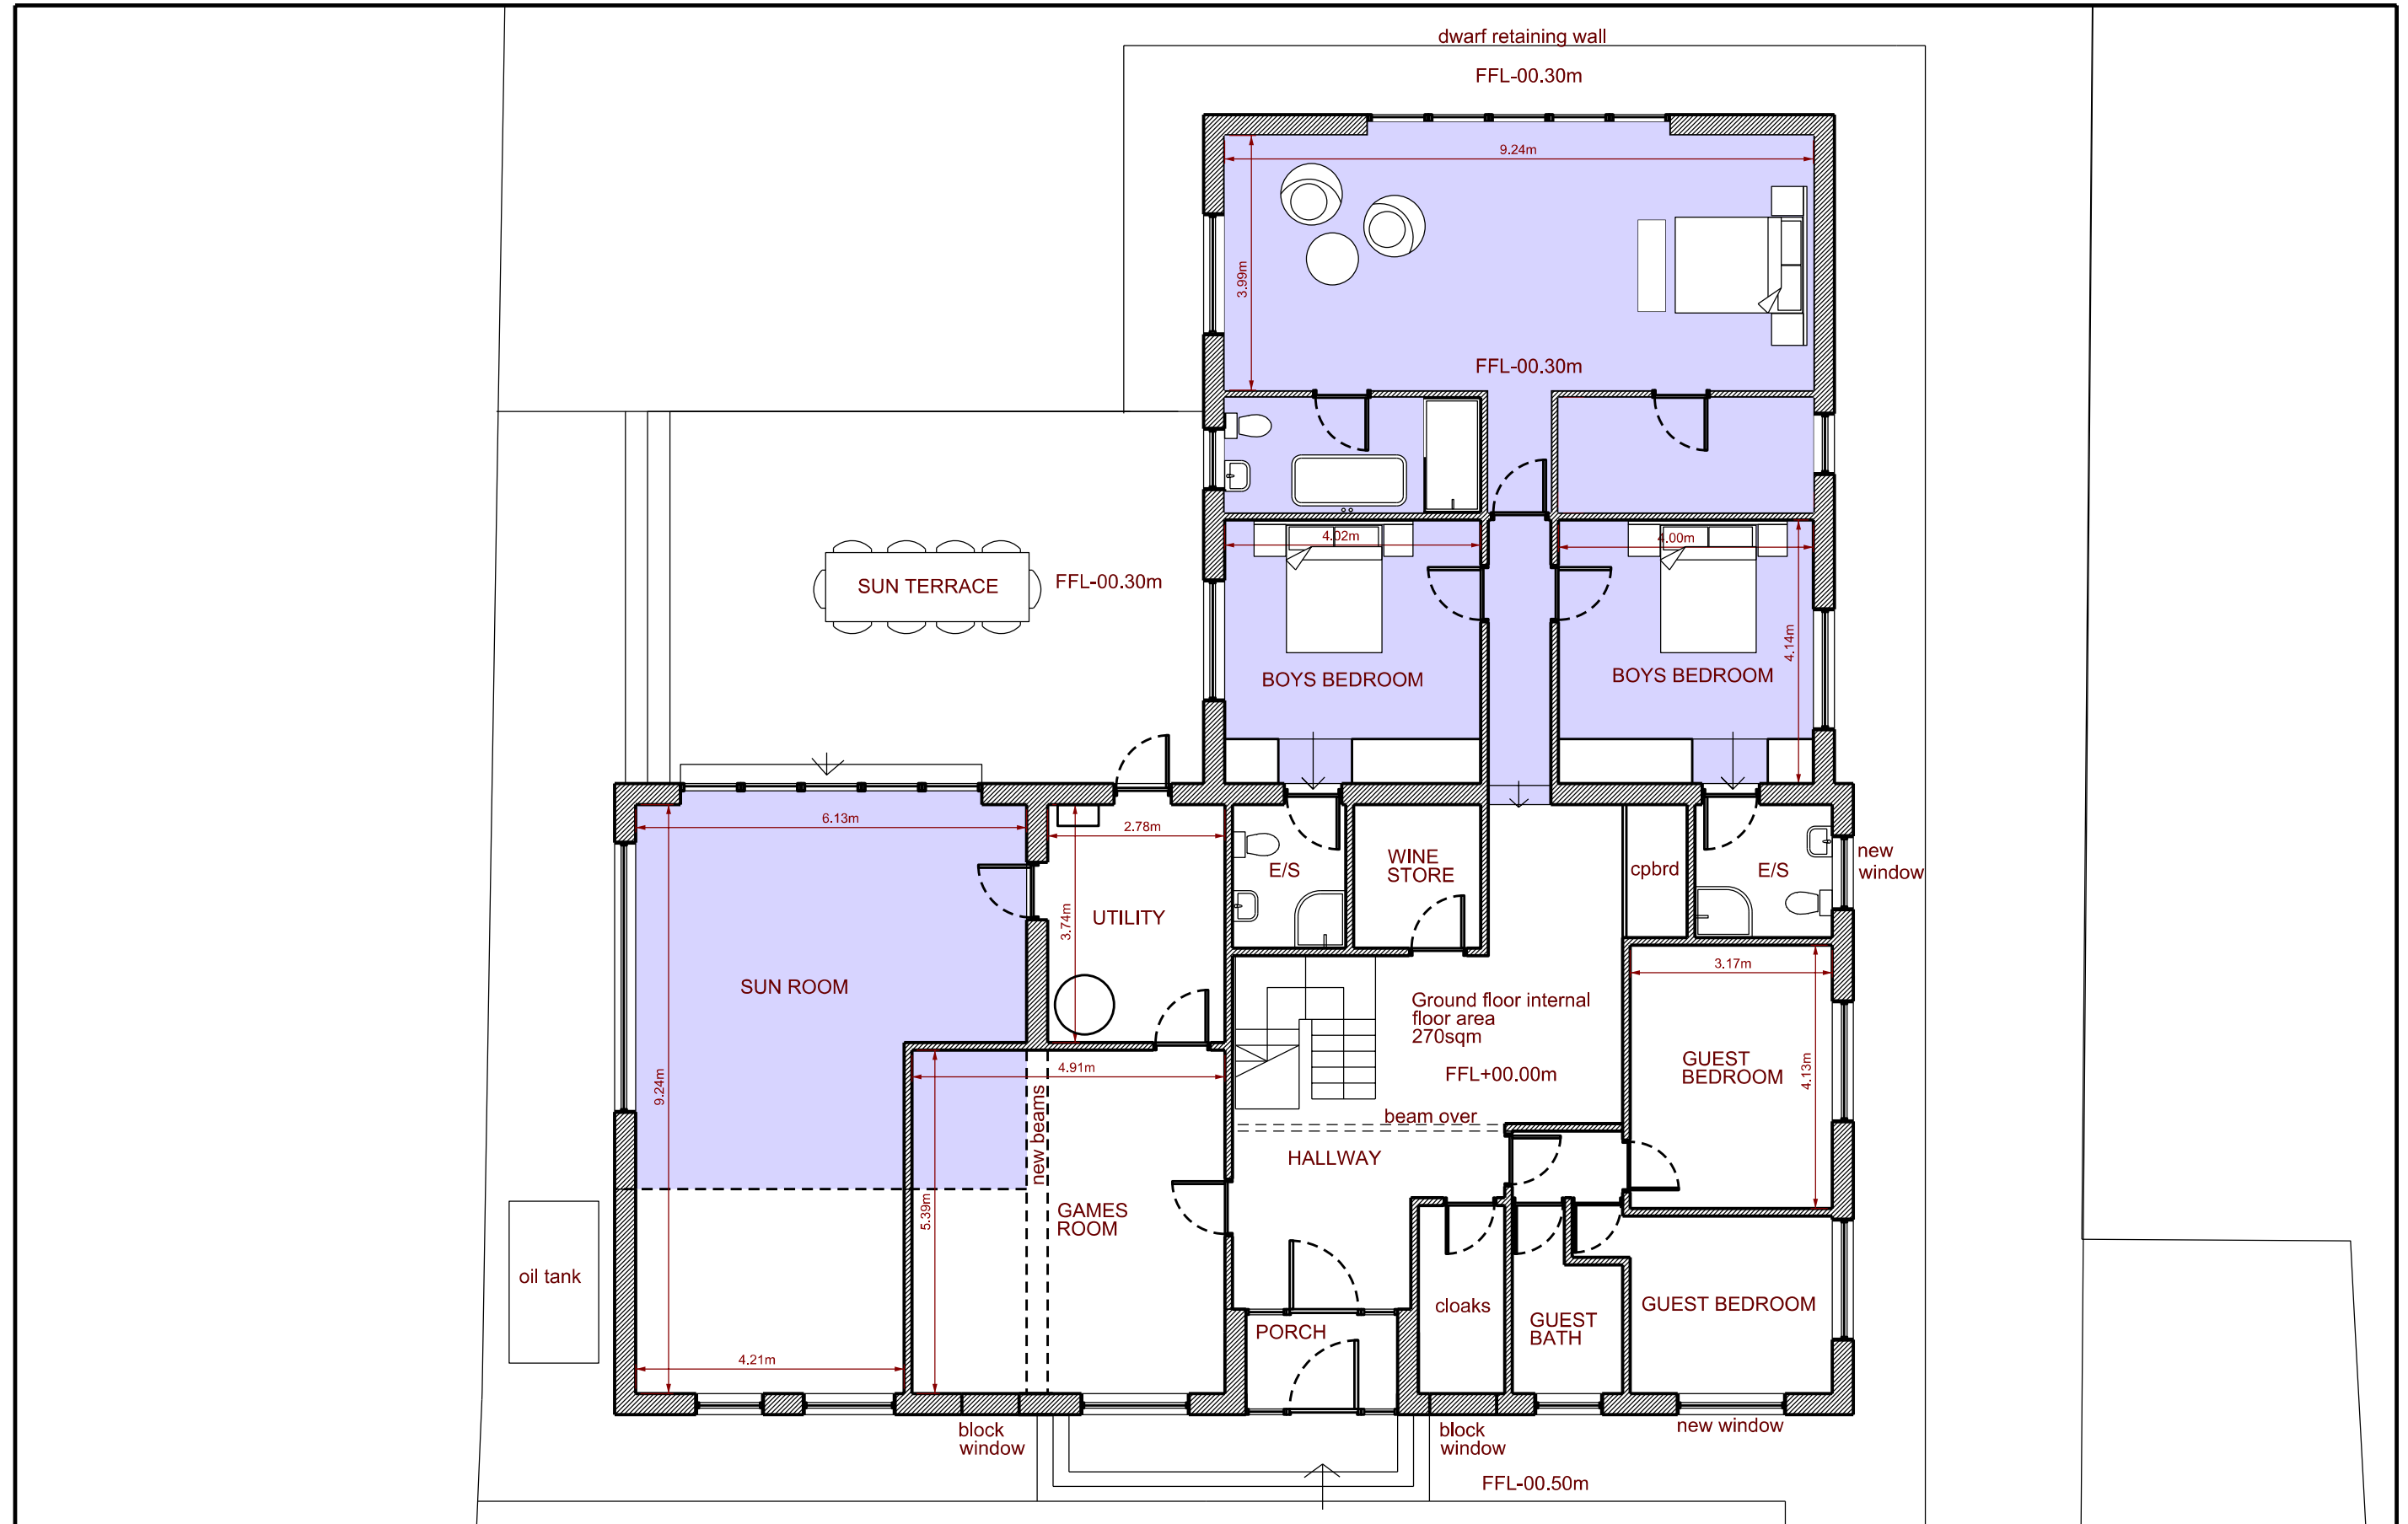 dwarf retaining wall
FFL-00.30m
9.24m
3.99m
FFL-00.30m
4.02m
4.00m
SUN TERRACE
FFL-00.30m
4.14m
BOYS BEDROOM
BOYS BEDROOM
6.13m
2.78m
new
window
WINE
STORE
E/S
cpbrd
E/S
3.74m
UTILITY
3.17m
SUN ROOM
Ground floor internal
floor area
270sqm
GUEST
BEDROOM
4.13m
4.91m
FFL+00.00m
9.24m
new beams
beam over
HALLWAY
5.39m
GAMES
ROOM
oil tank
cloaks
GUEST BEDROOM
PORCH
GUEST
BATH
4.21m
block
window
block
window
new window
FFL-00.50m